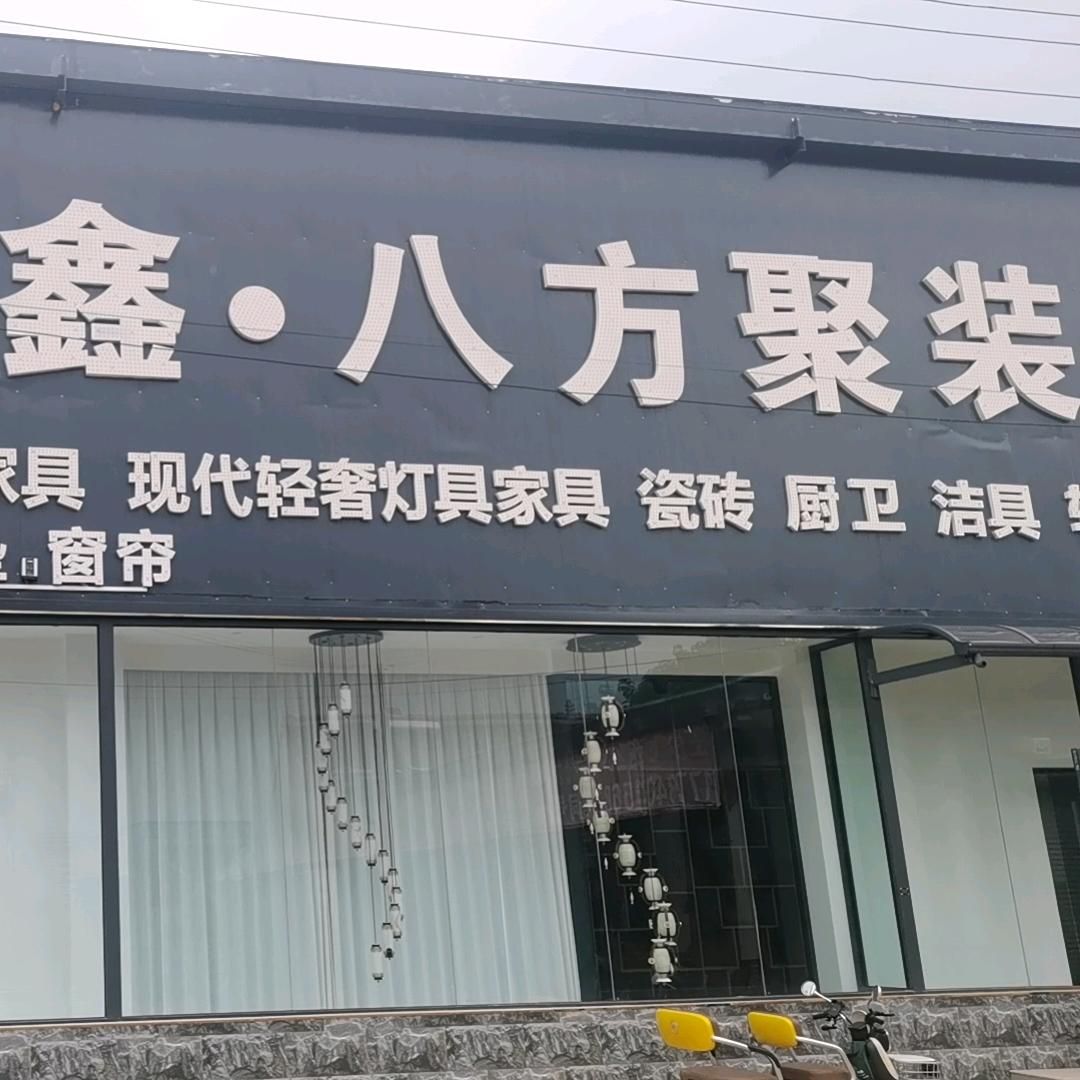 鑫·八方聚装
家具 现代轻奢灯具家具 瓷砖 厨卫 洁具
窗帘